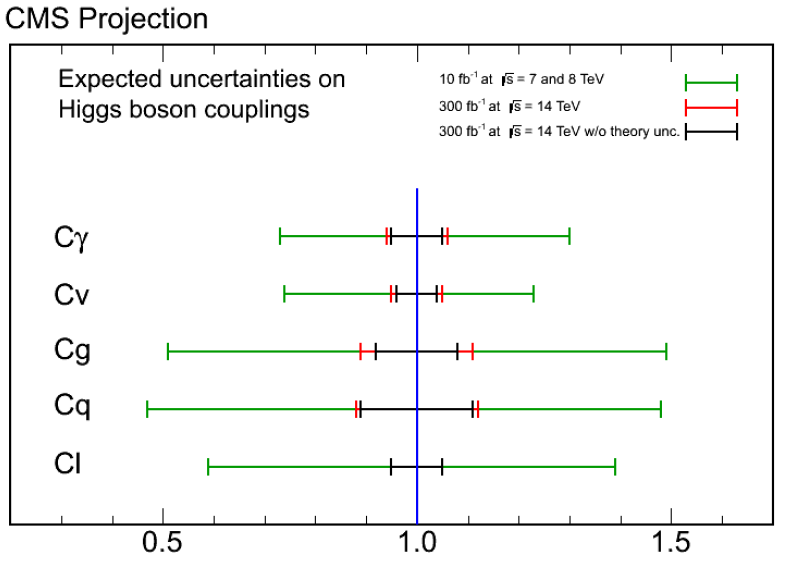 CMS Projection
Expected uncertainties on
Higgs boson couplings
10 fb⁻¹ at √s = 7 and 8 TeV
300 fb⁻¹ at √s = 14 TeV
300 fb⁻¹ at √s = 14 TeV w/o theory unc.
Cγ
Cv
Cg
Cq
Cl
0.5 1.0 1.5